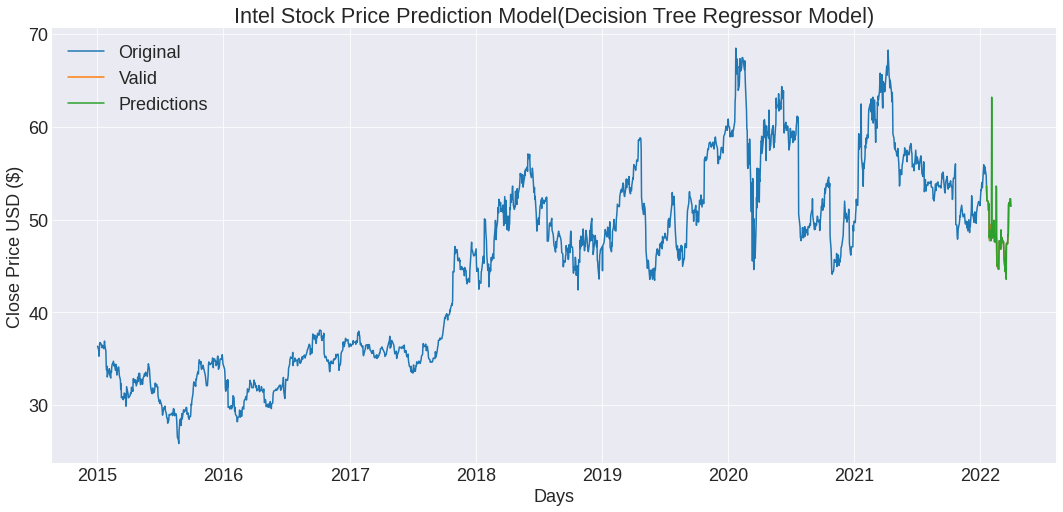 Intel Stock Price Prediction Model(Decision Tree Regressor Model)
Original
Valid
Predictions
Close Price USD ($)
70
60
50
40
30
2015 2016 2017 2018 2019 2020 2021 2022
Days